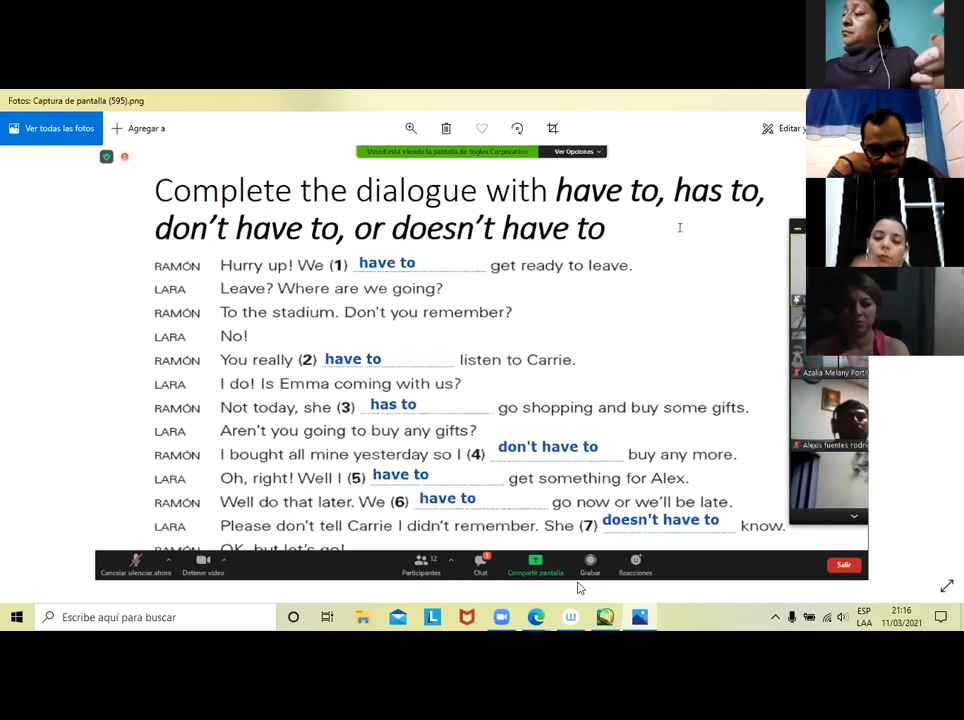 Fotos: Captura de pantalla (595).png
Ver todas las fotos
Agregar a
Editar y
Usted está viendo la pantalla de Ingles Corporativo
Ver Opciones
Complete the dialogue with have to, has to,
don't have to, or doesn't have to
RAMÓN Hurry up! We (1) have to get ready to leave.
LARA Leave? Where are we going?
RAMÓN To the stadium. Don't you remember?
LARA No!
RAMÓN You really (2) have to listen to Carrie.
LARA I do! Is Emma coming with us?
RAMÓN Not today, she (3) has to go shopping and buy some gifts.
LARA Aren't you going to buy any gifts?
RAMÓN I bought all mine yesterday so I (4) don't have to buy any more.
LARA Oh, right! Well I (5) have to get something for Alex.
RAMÓN Well do that later. We (6) have to go now or we'll be late.
LARA Please don't tell Carrie I didn't remember. She (7) doesn't have to know.
RAMÓN OK, but let's go!
Azalia Melany Portil
Alexis fuentes rodri
Cancelar silenciar ahora
Detener video
12
Participantes
Chat
Compartir pantalla
Grabar
Reacciones
Salir
Escribe aquí para buscar
ESP
LAA
21:16
11/03/2021